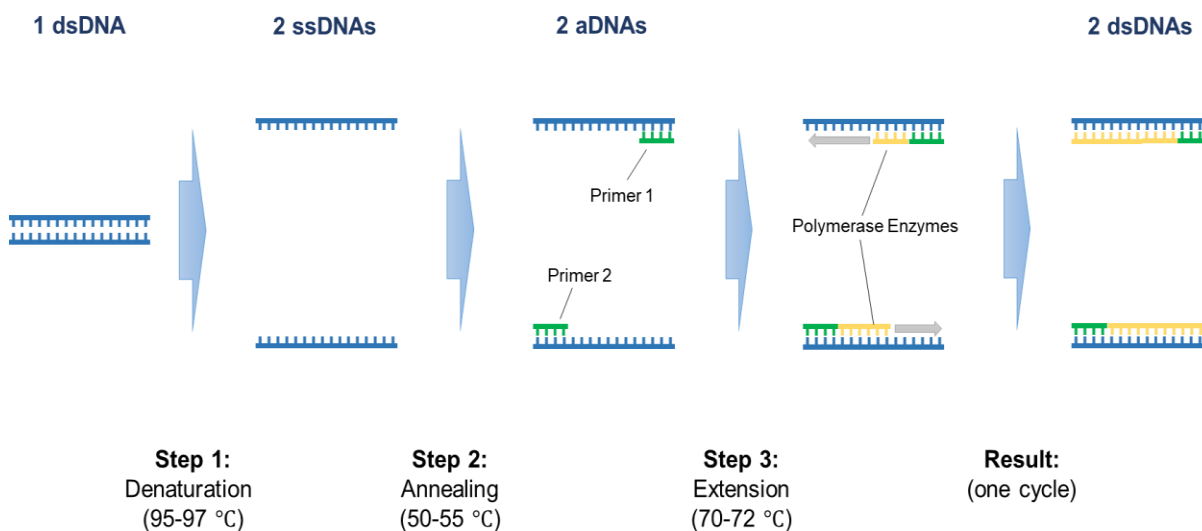 1 dsDNA
2 ssDNAs
2 aDNAs
2 dsDNAs
Primer 1
Polymerase Enzymes
Primer 2
Step 1:
Denaturation
(95-97 °C)
Step 2:
Annealing
(50-55 °C)
Step 3:
Extension
(70-72 °C)
Result:
(one cycle)